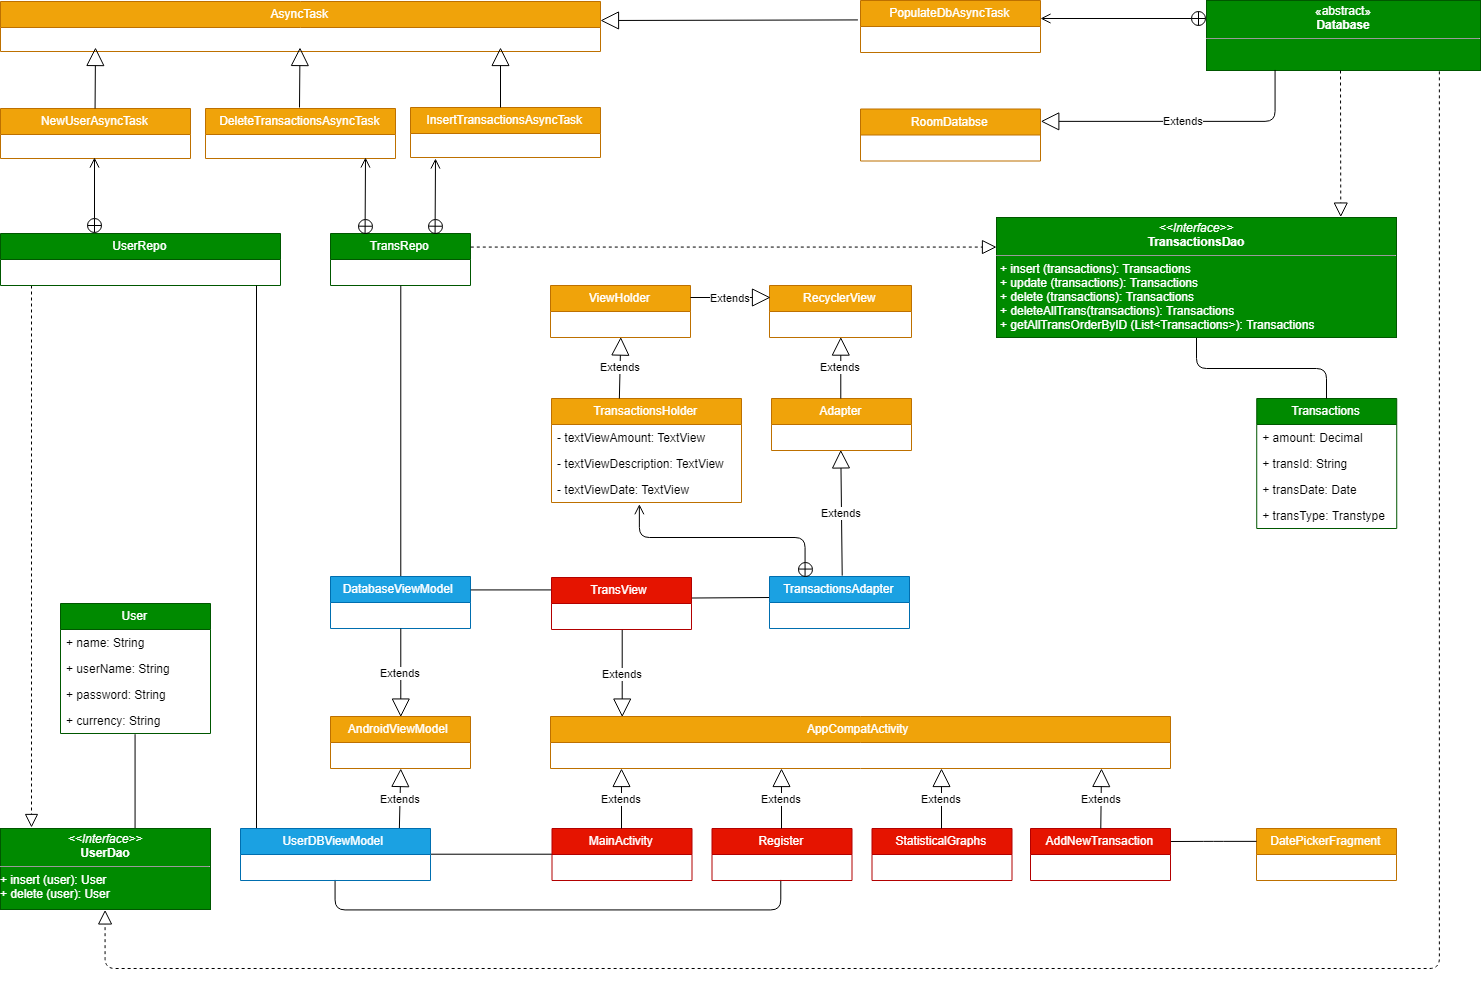 AsyncTask
PopulateDbAsyncTask
«abstract»
Database
NewUserAsyncTask
DeleteTransactionsAsyncTask
InsertTransactionsAsyncTask
RoomDatabse
Extends
UserRepo
TransRepo
<<Interface>>
TransactionsDao
+ insert (transactions): Transactions
+ update (transactions): Transactions
+ delete (transactions): Transactions
+ deleteAllTrans(transactions): Transactions
+ getAllTransOrderByID (List<Transactions>): Transactions
ViewHolder
Extends
RecyclerView
Extends
Extends
TransactionsHolder
- textViewAmount: TextView
- textViewDescription: TextView
- textViewDate: TextView
Adapter
Transactions
+ amount: Decimal
+ transId: String
+ transDate: Date
+ transType: Transtype
Extends
DatabaseViewModel
TransView
TransactionsAdapter
User
+ name: String
+ userName: String
+ password: String
+ currency: String
Extends
Extends
AndroidViewModel
AppCompatActivity
Extends
Extends
Extends
Extends
Extends
<<Interface>>
UserDao
+ insert (user): User
+ delete (user): User
UserDBViewModel
MainActivity
Register
StatisticalGraphs
AddNewTransaction
DatePickerFragment